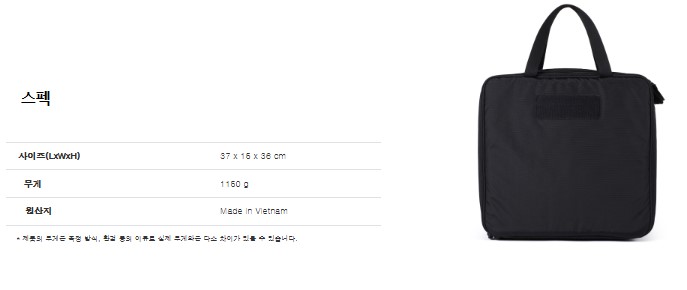 스펙
사이즈(LxWxH) 37 x 15 x 36 cm
무게 1150 g
원산지 Made in Vietnam
* 제품의 무게는 측정 방식, 환경 등의 이유로 실제 무게와는 다소 차이가 있을 수 있습니다.